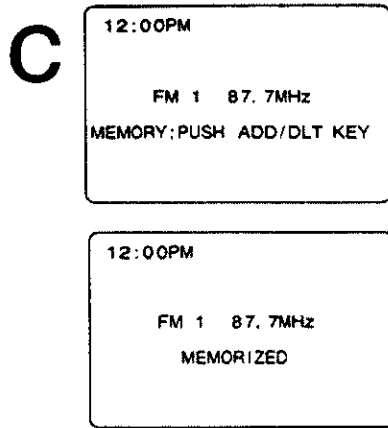 C
12:00PM
FM 1 87.7MHz
MEMORY:PUSH ADD/DLT KEY
12:00PM
FM 1 87.7MHz
MEMORIZED